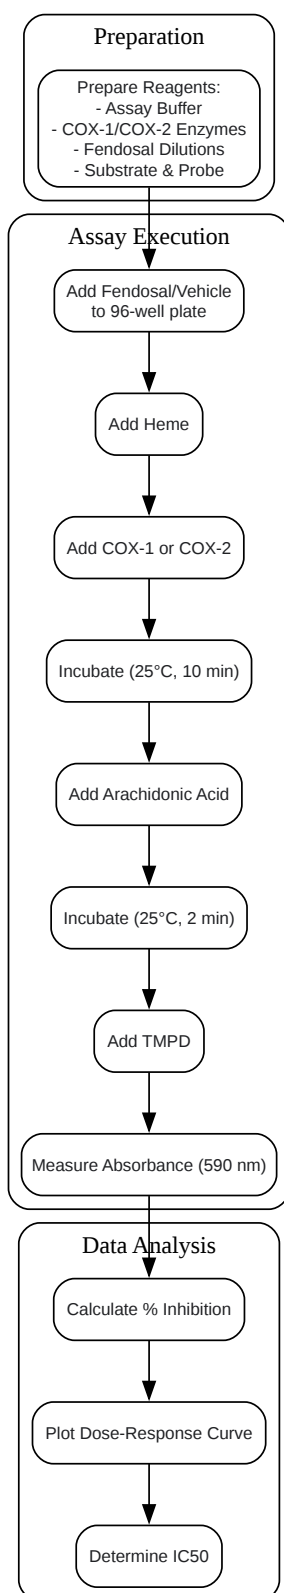 Preparation
Prepare Reagents:
- Assay Buffer
- COX-1/COX-2 Enzymes
- Fendosal Dilutions
- Substrate & Probe
Assay Execution
Add Fendosal/Vehicle
to 96-well plate
Add Heme
Add COX-1 or COX-2
Incubate (25°C, 10 min)
Add Arachidonic Acid
Incubate (25°C, 2 min)
Add TMPD
Measure Absorbance (590 nm)
Data Analysis
Calculate % Inhibition
Plot Dose-Response Curve
Determine IC50